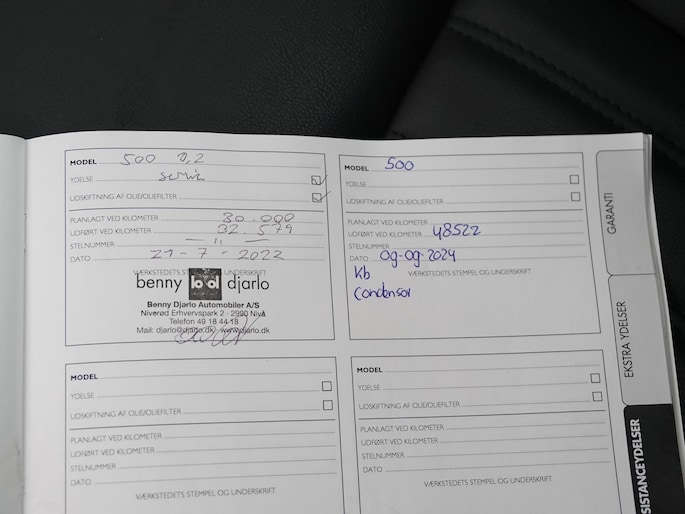 MODEL 500 1,2
YDELSE service
UDSKIFTNING AF OLIE/OLIEFILTER
PLANLAGT VED KILOMETER 30.000
UDFØRT VED KILOMETER 32.579
STELNUMMER — 11 —
DATO 21-7-2022
VÆRKSTEDETS STEMPEL OG UNDERSKRIFT
benny bd djarlo
Benny Djarlo Automobiler A/S
Niverød Erhvervspark 2 - 2990 Nivå
Telefon 49 18 44 18
Mail: djarlo@djarlo.dk www.djarlo.dk
MODEL 500
YDELSE
UDSKIFTNING AF OLIE/OLIEFILTER
PLANLAGT VED KILOMETER
UDFØRT VED KILOMETER 48522
STELNUMMER
DATO 09-09-2024
VÆRKSTEDETS STEMPEL OG UNDERSKRIFT
Kb
Condensor
MODEL
YDELSE
UDSKIFTNING AF OLIE/OLIEFILTER
PLANLAGT VED KILOMETER
UDFØRT VED KILOMETER
STELNUMMER
DATO
VÆRKSTEDETS STEMPEL OG UNDERSKRIFT
MODEL
YDELSE
UDSKIFTNING AF OLIE/OLIEFILTER
PLANLAGT VED KILOMETER
UDFØRT VED KILOMETER
STELNUMMER
DATO
VÆRKSTEDETS STEMPEL OG UNDERSKRIFT
GARANTI
EKSTRA YDELSER
SISTANCEYDELSER